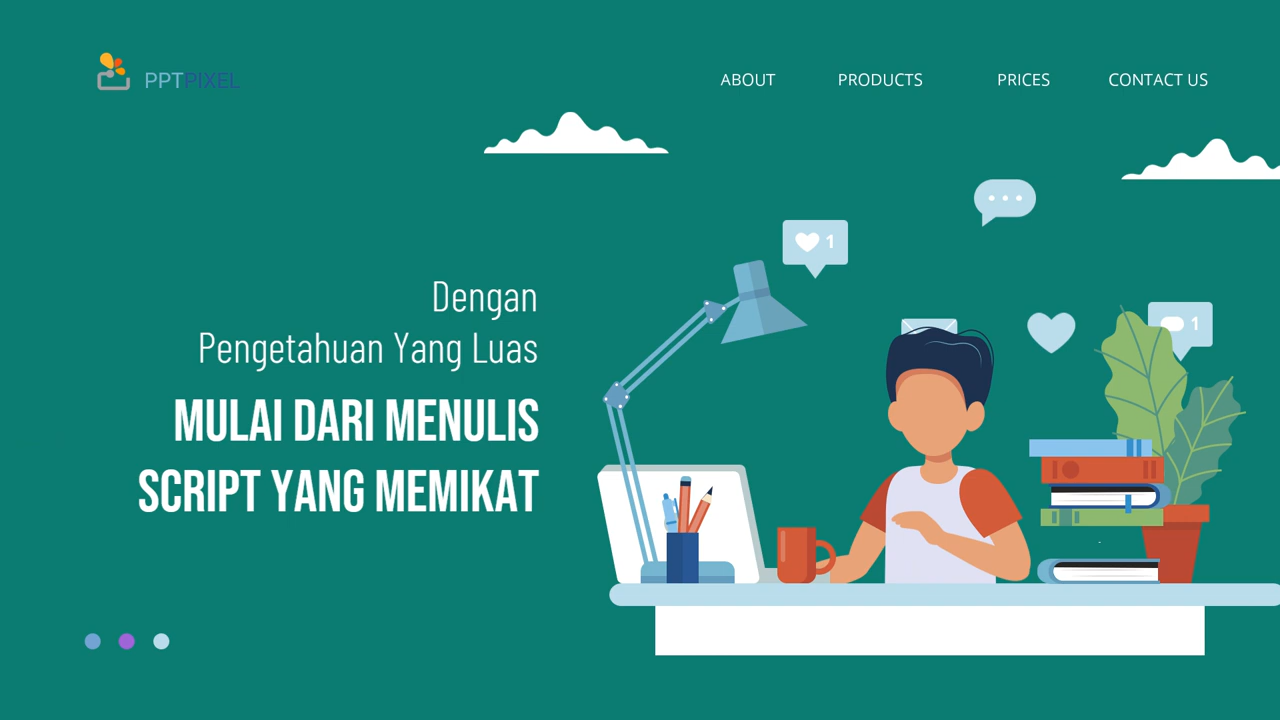 PPTPIXEL
ABOUT PRODUCTS PRICES CONTACT US
1
1
Dengan
Pengetahuan Yang Luas
MULAI DARI MENULIS
SCRIPT YANG MEMIKAT